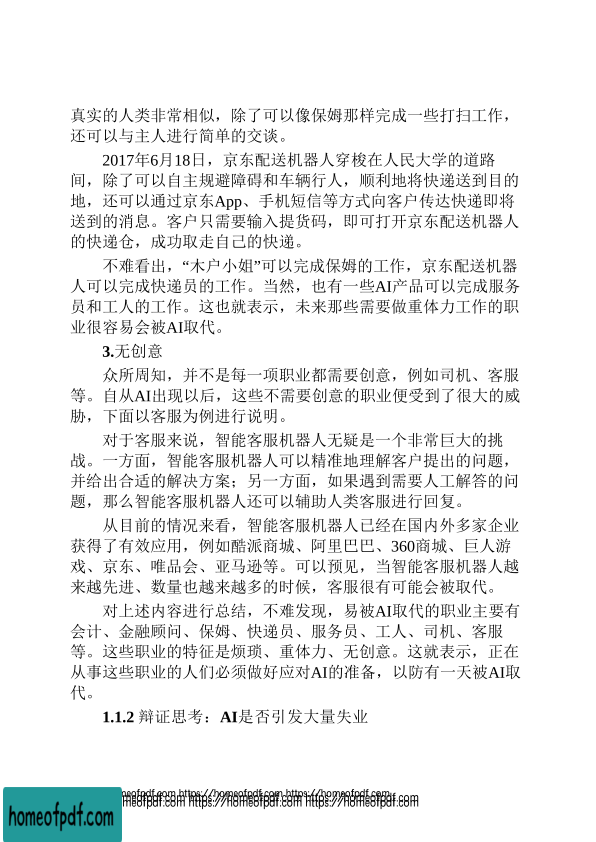 真实的人类非常相似，除了可以像保姆那样完成一些打扫工作，
还可以与主人进行简单的交谈。
2017年6月18日，京东配送机器人穿梭在人民大学的道路
间，除了可以自主规避障碍和车辆行人，顺利地将快递送到目的
地，还可以通过京东App、手机短信等方式向客户传达快递即将
送到的消息。客户只需要输入提货码，即可打开京东配送机器人
的快递仓，成功取走自己的快递。
不难看出，“木户小姐”可以完成保姆的工作，京东配送机器
人可以完成快递员的工作。当然，也有一些AI产品可以完成服务
员和工人的工作。这也就表示，未来那些需要做重体力工作的职
业很容易会被AI取代。
3.无创意
众所周知，并不是每一项职业都需要创意，例如司机、客服
等。自从AI出现以后，这些不需要创意的职业便受到了很大的威
胁，下面以客服为例进行说明。
对于客服来说，智能客服机器人无疑是一个非常巨大的挑
战。一方面，智能客服机器人可以精准地理解客户提出的问题，
并给出合适的解决方案；另一方面，如果遇到需要人工解答的问
题，那么智能客服机器人还可以辅助人类客服进行回复。
从目前的情况来看，智能客服机器人已经在国内外多家企业
获得了有效应用，例如酷派商城、阿里巴巴、360商城、巨人游
戏、京东、唯品会、亚马逊等。可以预见，当智能客服机器人越
来越先进、数量也越来越多的时候，客服很有可能会被取代。
对上述内容进行总结，不难发现，易被AI取代的职业主要有
会计、金融顾问、保姆、快递员、服务员、工人、司机、客服
等。这些职业的特征是烦琐、重体力、无创意。这就表示，正在
从事这些职业的人们必须做好应对AI的准备，以防有一天被AI取
代。
1.1.2 辩证思考：AI是否引发大量失业
homeofpdf.com https://homeofpdf.com https://homeofpdf.com
homeofpdf.com https://homeofpdf.com https://homeofpdf.com
homeofpdf.com